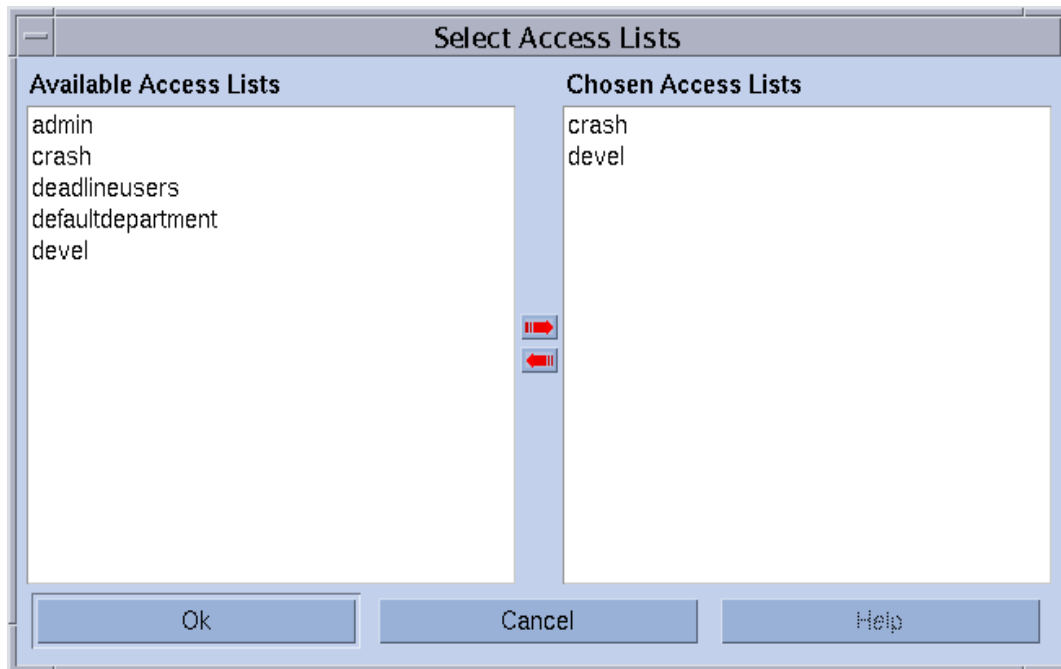 Select Access Lists
Available Access Lists
admin
crash
deadlineusers
defaultdepartment
devel
Chosen Access Lists
crash
devel
Ok
Cancel
Help